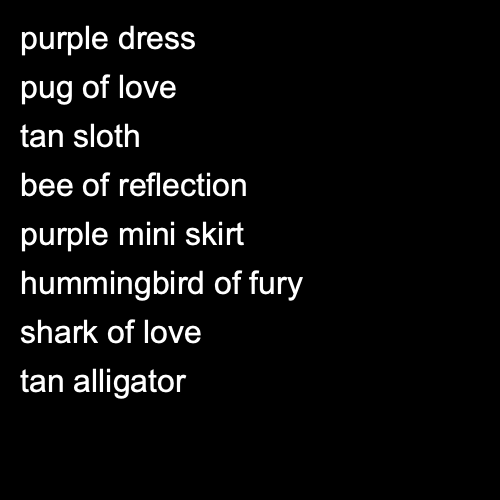 purple dress
pug of love
tan sloth
bee of reflection
purple mini skirt
hummingbird of fury
shark of love
tan alligator